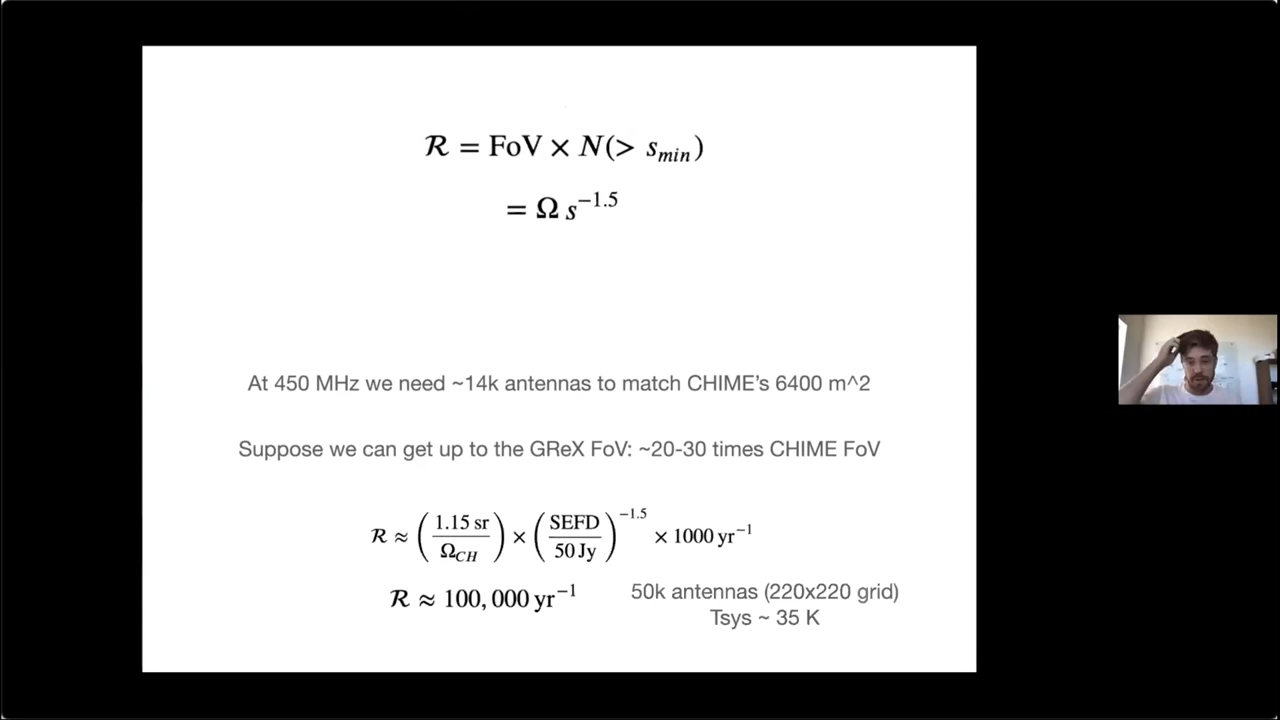 ℛ = FoV × N(> s_min)
= Ω s^−1.5
At 450 MHz we need ~14k antennas to match CHIME's 6400 m^2
Suppose we can get up to the GReX FoV: ~20-30 times CHIME FoV
ℛ ≈ (1.15 sr / Ω_CH) × (SEFD / 50 Jy)^−1.5 × 1000 yr^−1
ℛ ≈ 100,000 yr^−1
50k antennas (220x220 grid)
Tsys ~ 35 K